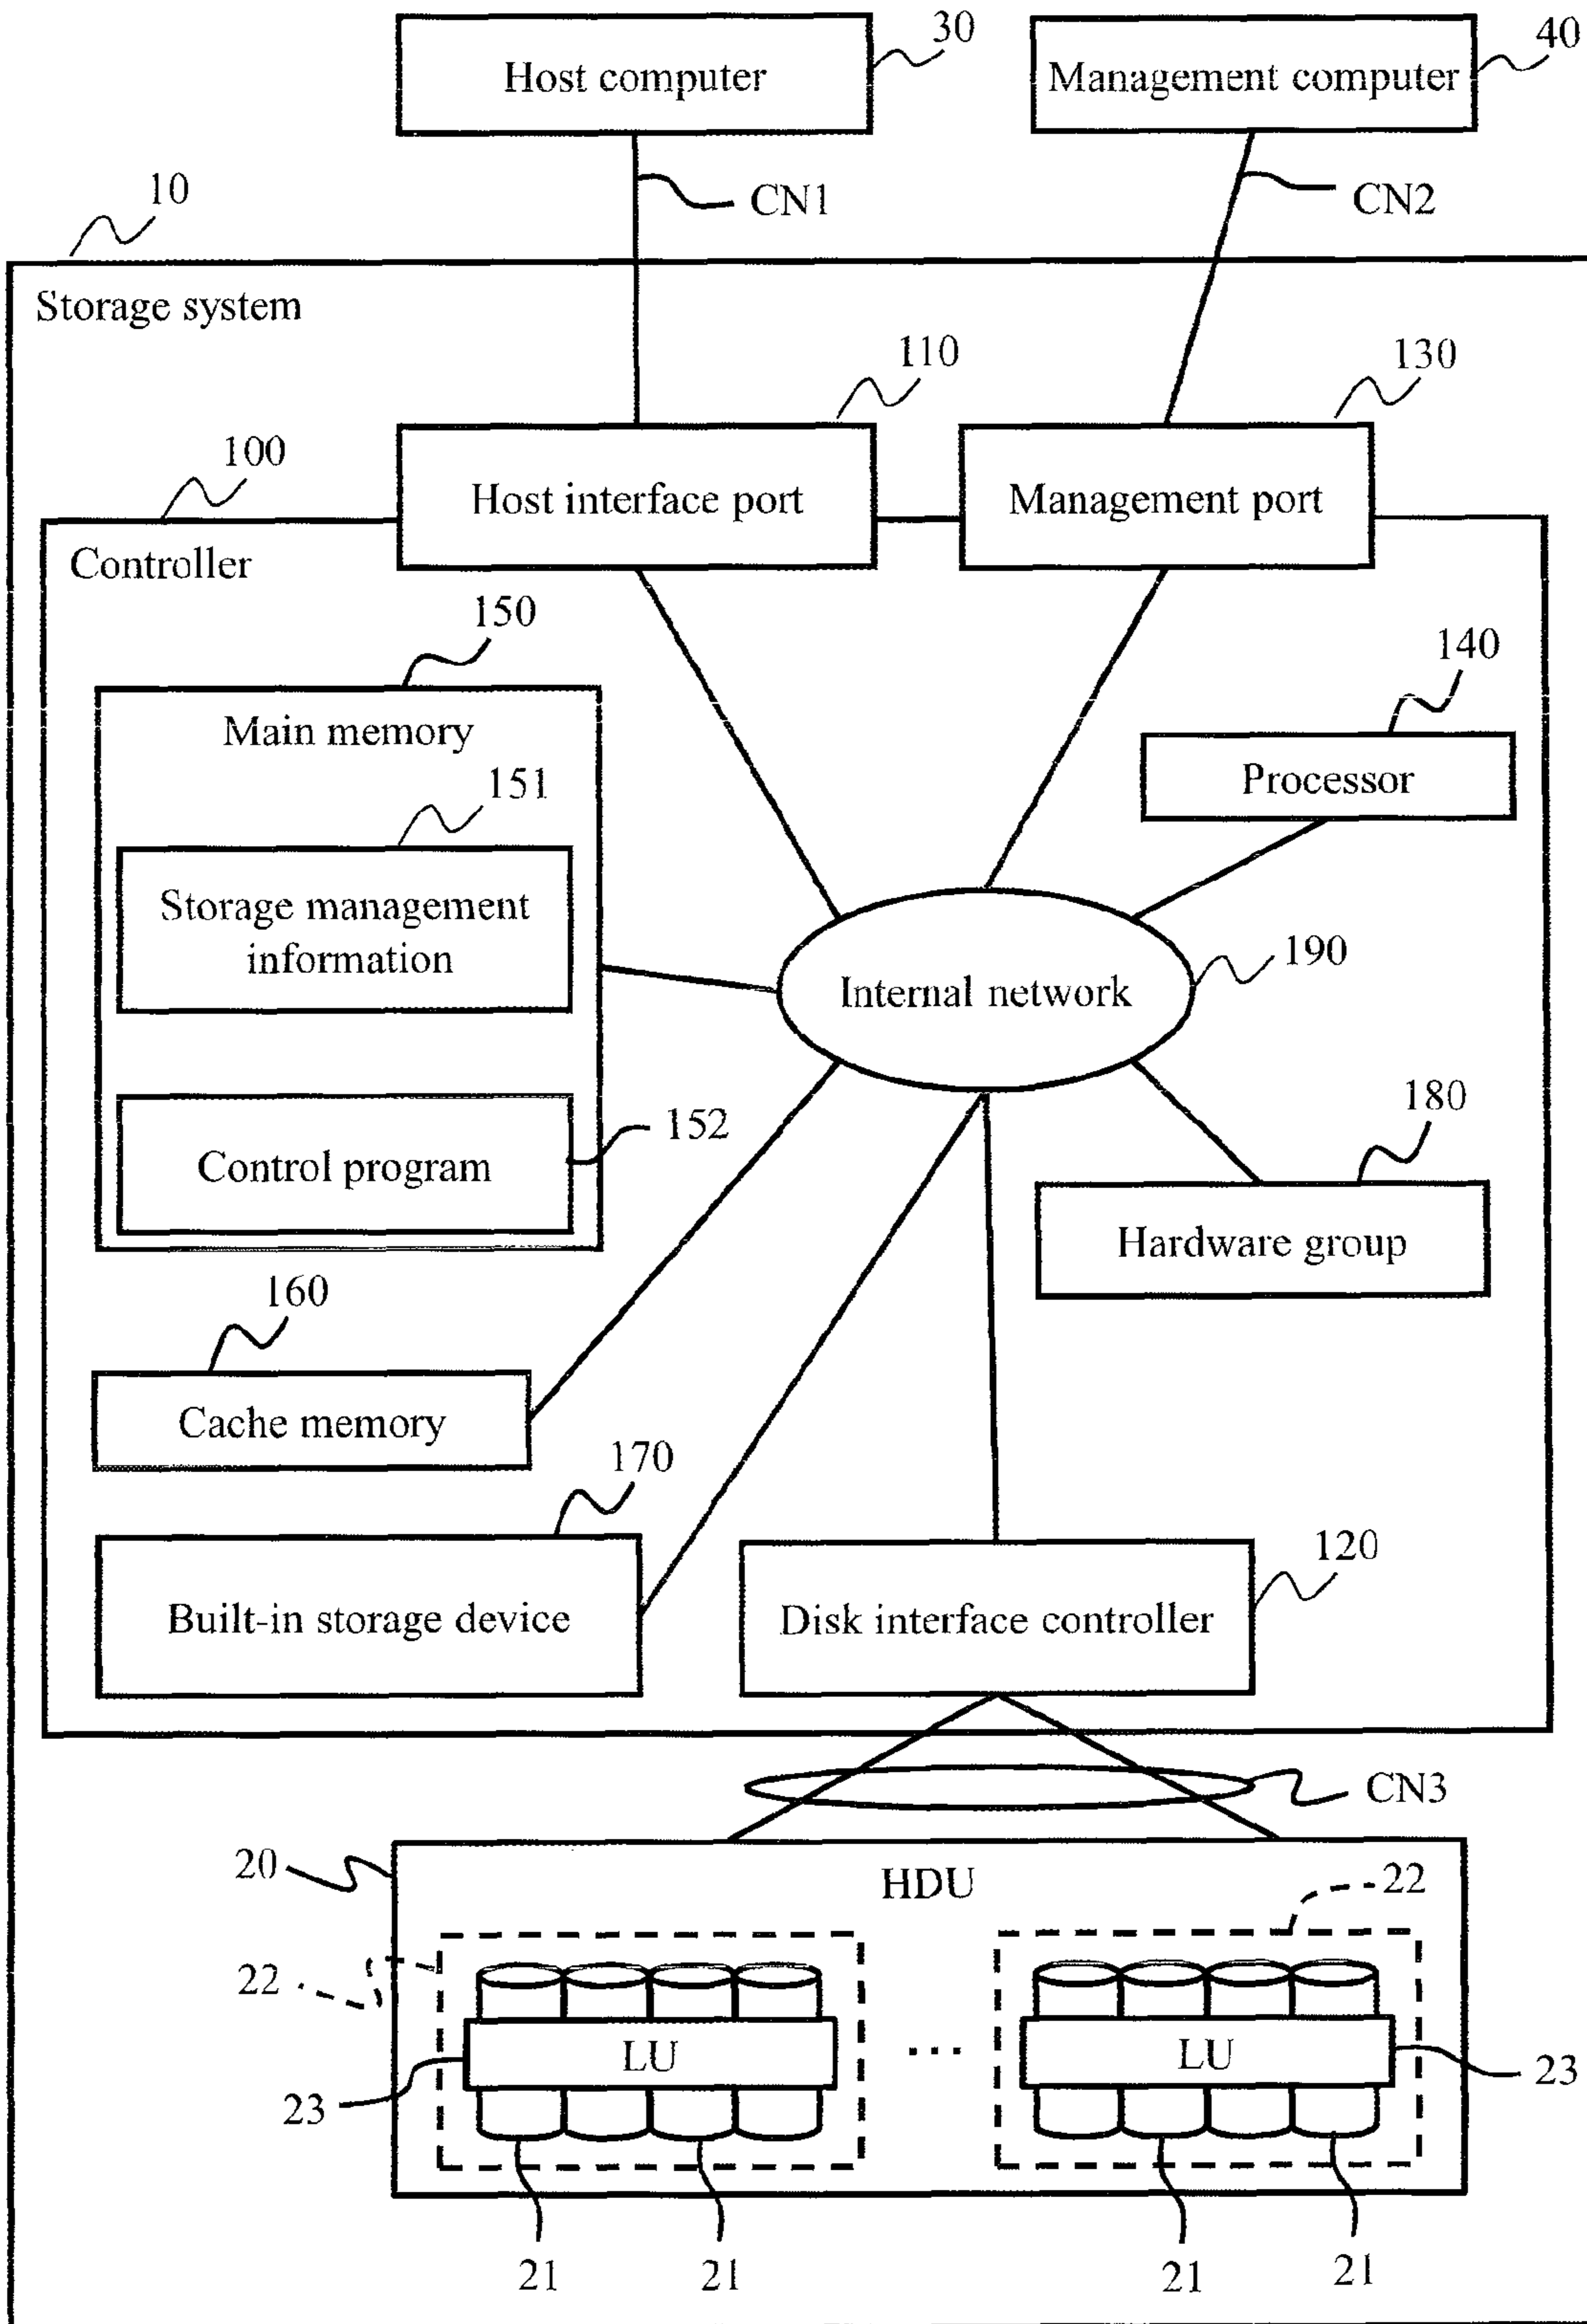 30
Host computer
40
Management computer
10
CN1
CN2
Storage system
110
130
100
Host interface port
Management port
Controller
150
140
Main memory
Processor
151
Storage management
information
190
Internal network
152
Control program
180
Hardware group
160
Cache memory
170
120
Built-in storage device
Disk interface controller
CN3
20
HDU
22
22
LU
...
LU
23
23
21
21
21
21